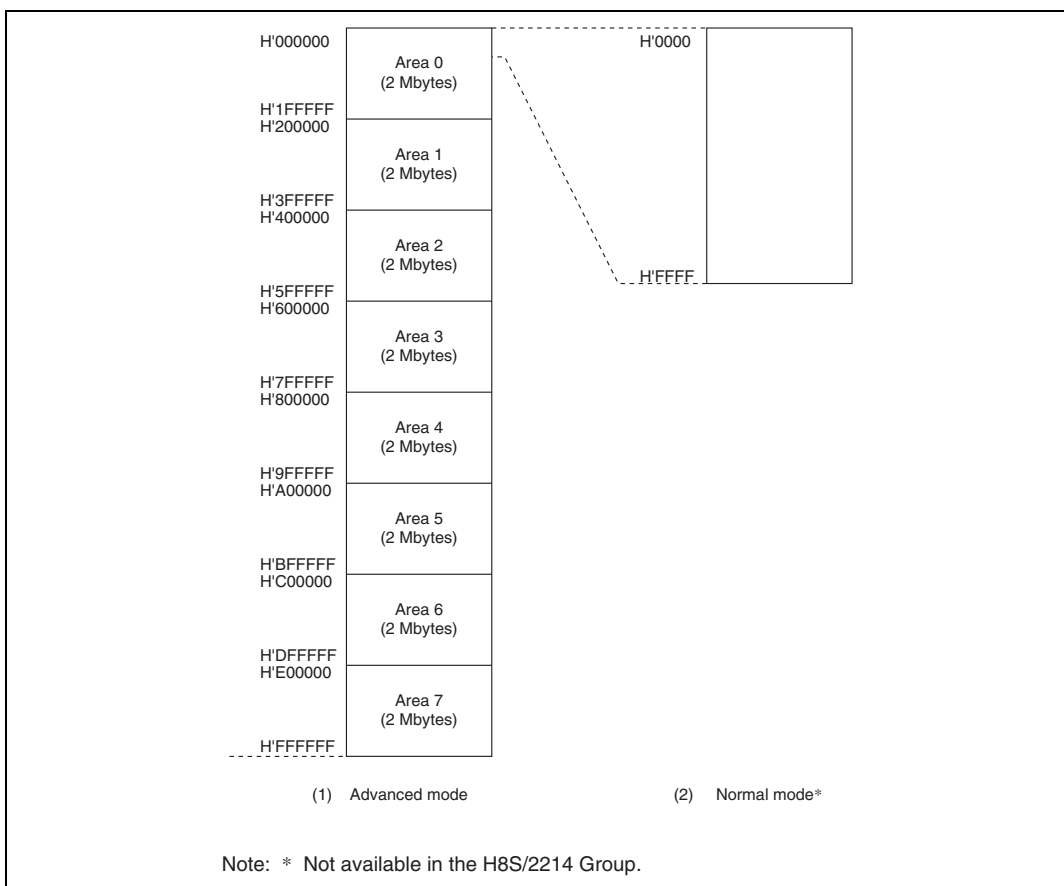 H'000000
Area 0
(2 Mbytes)
H'1FFFFF
H'200000
Area 1
(2 Mbytes)
H'3FFFFF
H'400000
Area 2
(2 Mbytes)
H'5FFFFF
H'600000
Area 3
(2 Mbytes)
H'7FFFFF
H'800000
Area 4
(2 Mbytes)
H'9FFFFF
H'A00000
Area 5
(2 Mbytes)
H'BFFFFF
H'C00000
Area 6
(2 Mbytes)
H'DFFFFF
H'E00000
Area 7
(2 Mbytes)
H'FFFFFF
(1) Advanced mode
H'0000
H'FFFF
(2) Normal mode*
Note: * Not available in the H8S/2214 Group.